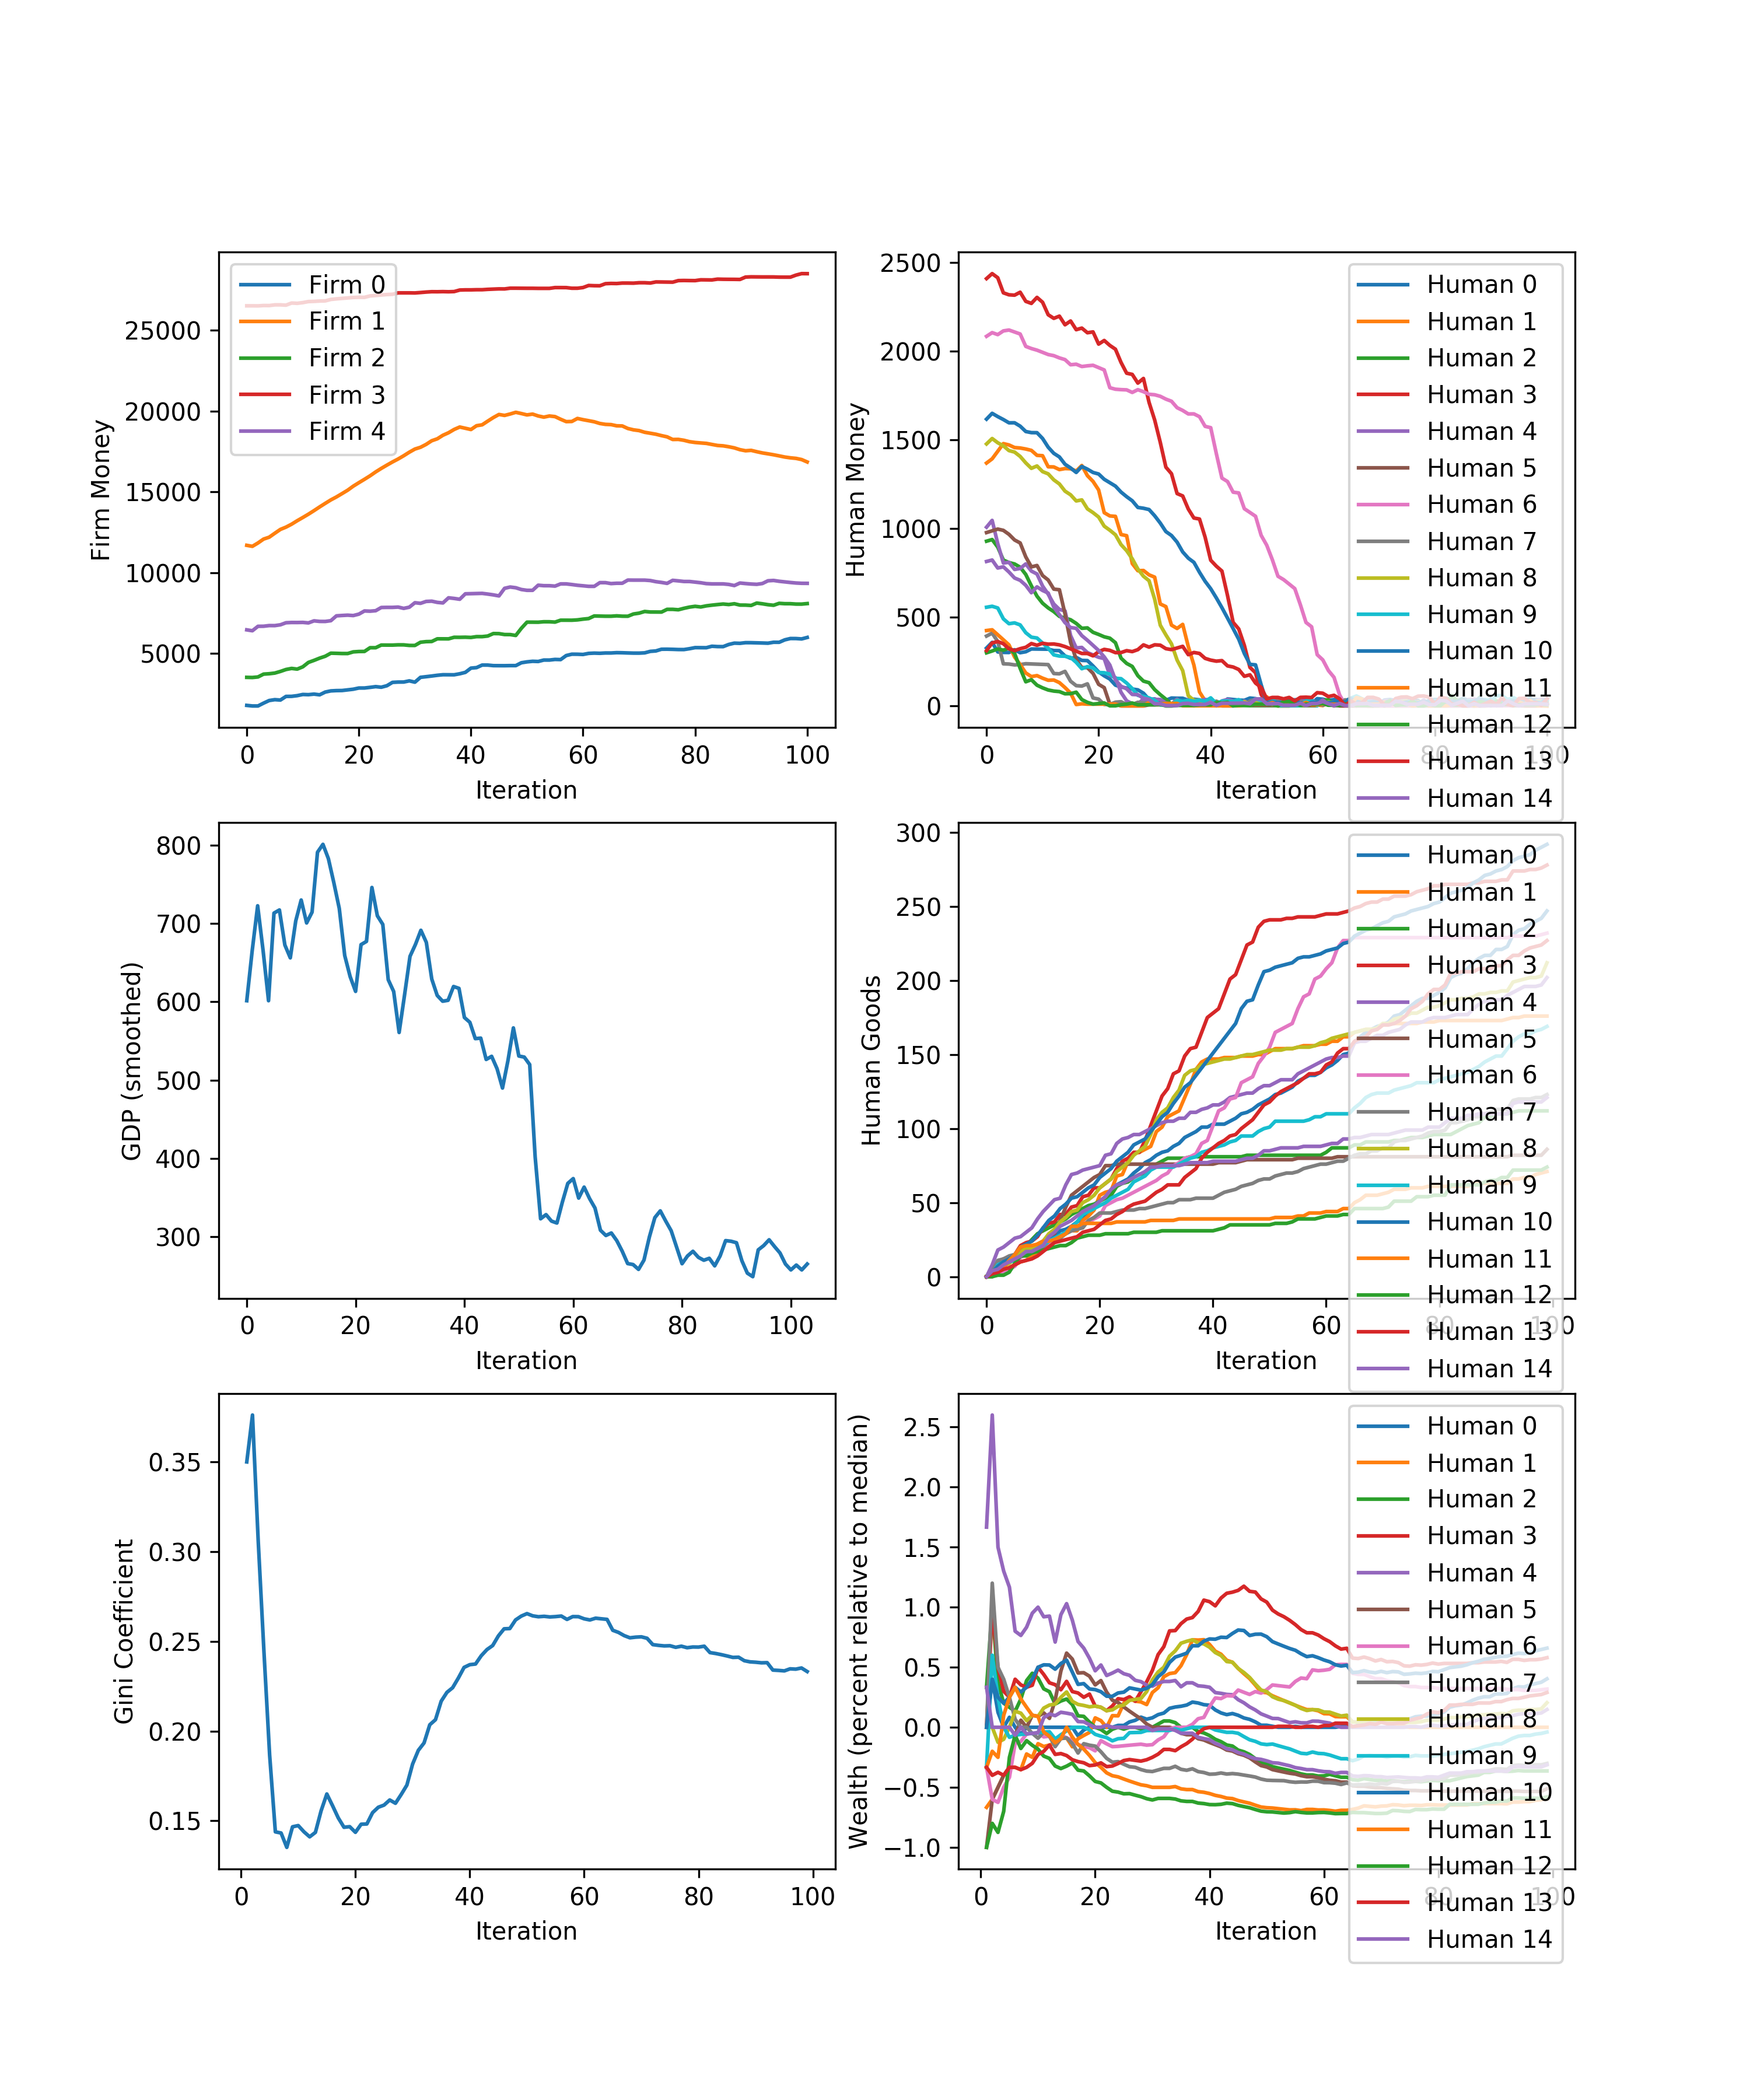 Firm 0
Firm 1
Firm 2
Firm 3
Firm 4
25000
20000
15000
10000
5000
Firm Money
0 20 40 60 80 100
Iteration
Human 0
Human 1
Human 2
Human 3
Human 4
Human 5
Human 6
Human 7
Human 8
Human 9
Human 10
Human 11
Human 12
Human 13
Human 14
2500
2000
1500
1000
500
0
Human Money
0 20 40 60 80 100
Iteration
800
700
600
500
400
300
GDP (smoothed)
0 20 40 60 80 100
Iteration
Human 0
Human 1
Human 2
Human 3
Human 4
Human 5
Human 6
Human 7
Human 8
Human 9
Human 10
Human 11
Human 12
Human 13
Human 14
300
250
200
150
100
50
0
Human Goods
0 20 40 60 80 100
Iteration
0.35
0.30
0.25
0.20
0.15
Gini Coefficient
0 20 40 60 80 100
Iteration
Human 0
Human 1
Human 2
Human 3
Human 4
Human 5
Human 6
Human 7
Human 8
Human 9
Human 10
Human 11
Human 12
Human 13
Human 14
2.5
2.0
1.5
1.0
0.5
0.0
−0.5
−1.0
Wealth (percent relative to median)
0 20 40 60 80 100
Iteration